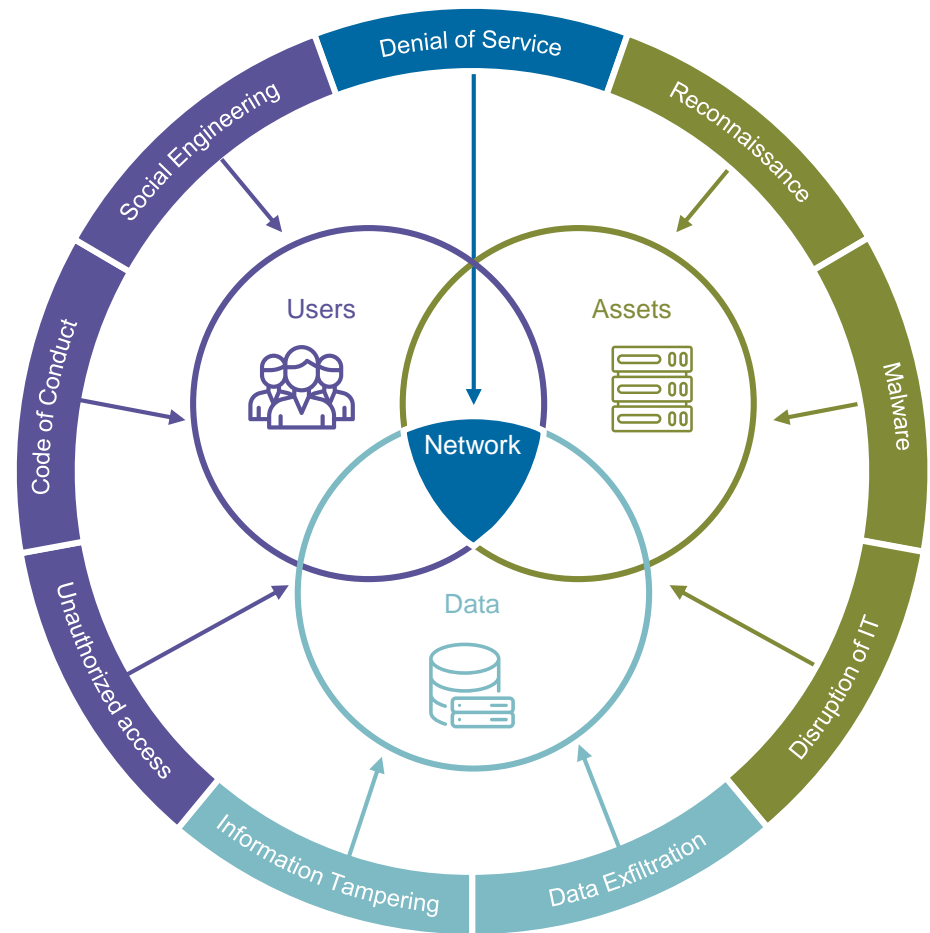 Denial of Service
Social Engineering
Reconnaissance
Code of Conduct
Users
Assets
Malware
Network
Unauthorized access
Data
Disruption of IT
Information Tampering
Data Exfiltration